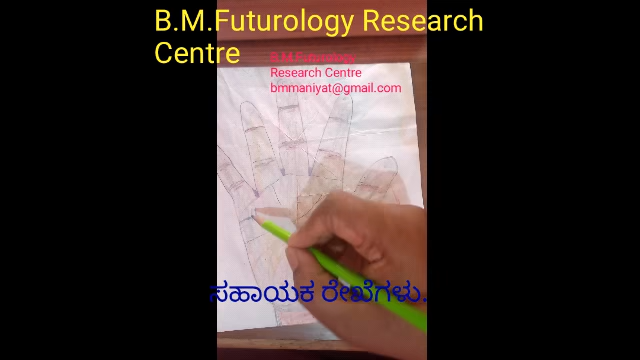 B.M.Futurology Research
Centre
B.M.Futurology
Research Centre
bmmaniyat@gmail.com
ಸಹಾಯಕ ರೇಖೆಗಳು.